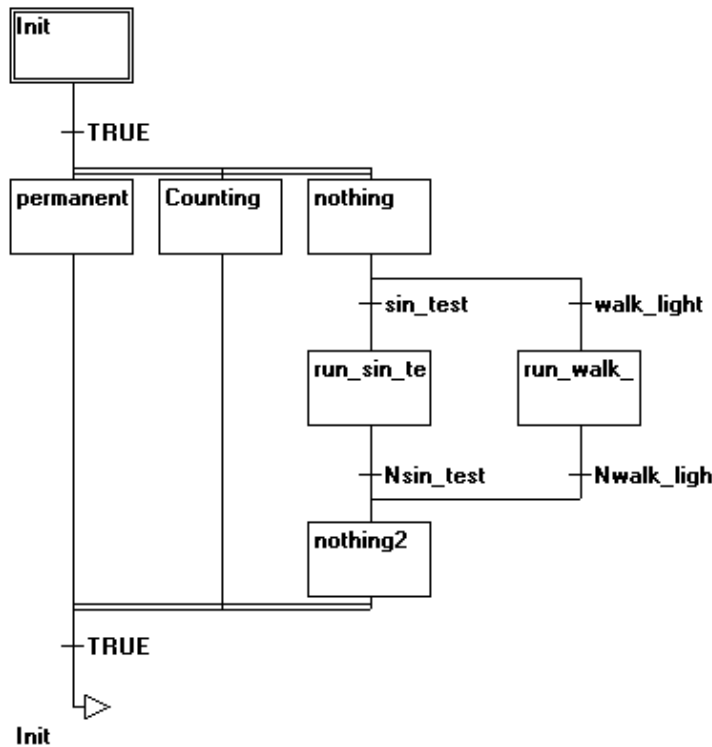 Init
TRUE
permanent Counting nothing
sin_test walk_light
run_sin_te run_walk_
Nsin_test Nwalk_ligh
nothing2
TRUE
Init